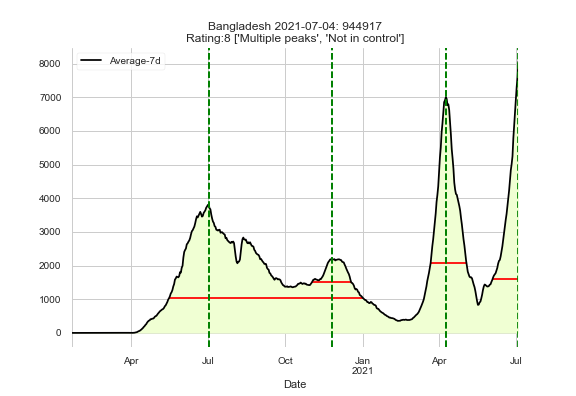 Bangladesh 2021-07-04: 944917
Rating:8 ['Multiple peaks', 'Not in control']
Average-7d
8000
7000
6000
5000
4000
3000
2000
1000
0
Apr Jul Oct Jan Apr Jul
2021
Date